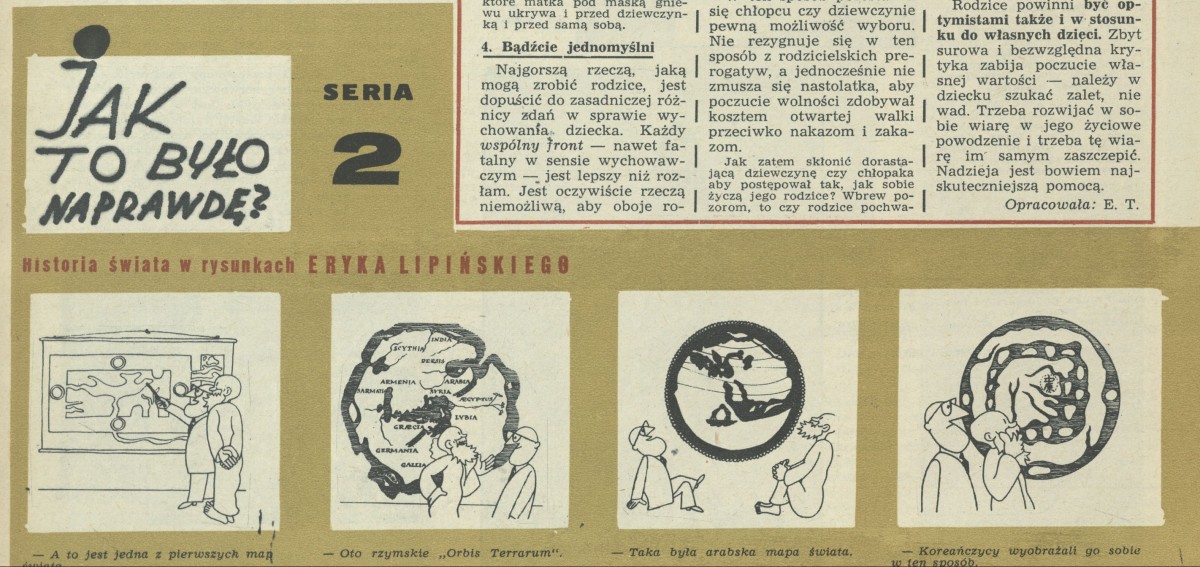 które matka pod maską gnie-
wu ukrywa i przed dziewczyn-
ką i przed samą sobą.
4. Bądźcie jednomyślni
Najgorszą rzeczą, jaką
mogą zrobić rodzice, jest
dopuścić do zasadniczej róż-
nicy zdań w sprawie wy-
chowania dziecka. Każdy
wspólny front — nawet fa-
talny w sensie wychowaw-
czym — jest lepszy niż roz-
łam. Jest oczywiście rzeczą
niemożliwą, aby oboje ro-
się chłopcu czy dziewczynie
pewną możliwość wyboru.
Nie rezygnuje się w ten
sposób z rodzicielskich pre-
rogatyw, a jednocześnie nie
zmusza się nastolatka, aby
poczucie wolności zdobywał
kosztem otwartej walki
przeciwko nakazom i zaka-
zom.
Jak zatem skłonić dorasta-
jącą dziewczynę czy chłopaka
aby postępował tak, jak sobie
życzą jego rodzice? Wbrew po-
zorom, to czy rodzice pochwa-
Rodzice powinni być op-
tymistami także i w stosun-
ku do własnych dzięci. Zbyt
surowa i bezwzględna kry-
tyka zabija poczucie wła-
snej wartości — należy w
dziecku szukać zalet, nie
wad. Trzeba rozwijać w so-
bie wiarę w jego życiowe
powodzenie i trzeba tę wia-
rę im samym zaszczepić.
Nadzieja jest bowiem naj-
skuteczniejszą pomocą.
Opracowała: E. T.
JAK
TO BYŁO
NAPRAWDĘ?
SERIA
2
Historia świata w rysunkach ERYKA LIPIŃSKIEGO
SCYTHIA
INDIA
PERSIS
ARMENIA
ARABIA
SYRIA
ÆGYPTUS
LYBIA
GRÆCIA
GERMANIA
— A to jest jedna z pierwszych map
świata.
— Oto rzymskie „Orbis Terrarum".
— Taka była arabska mapa świata.
— Koreańczycy wyobrażali go sobie
w ten sposób.